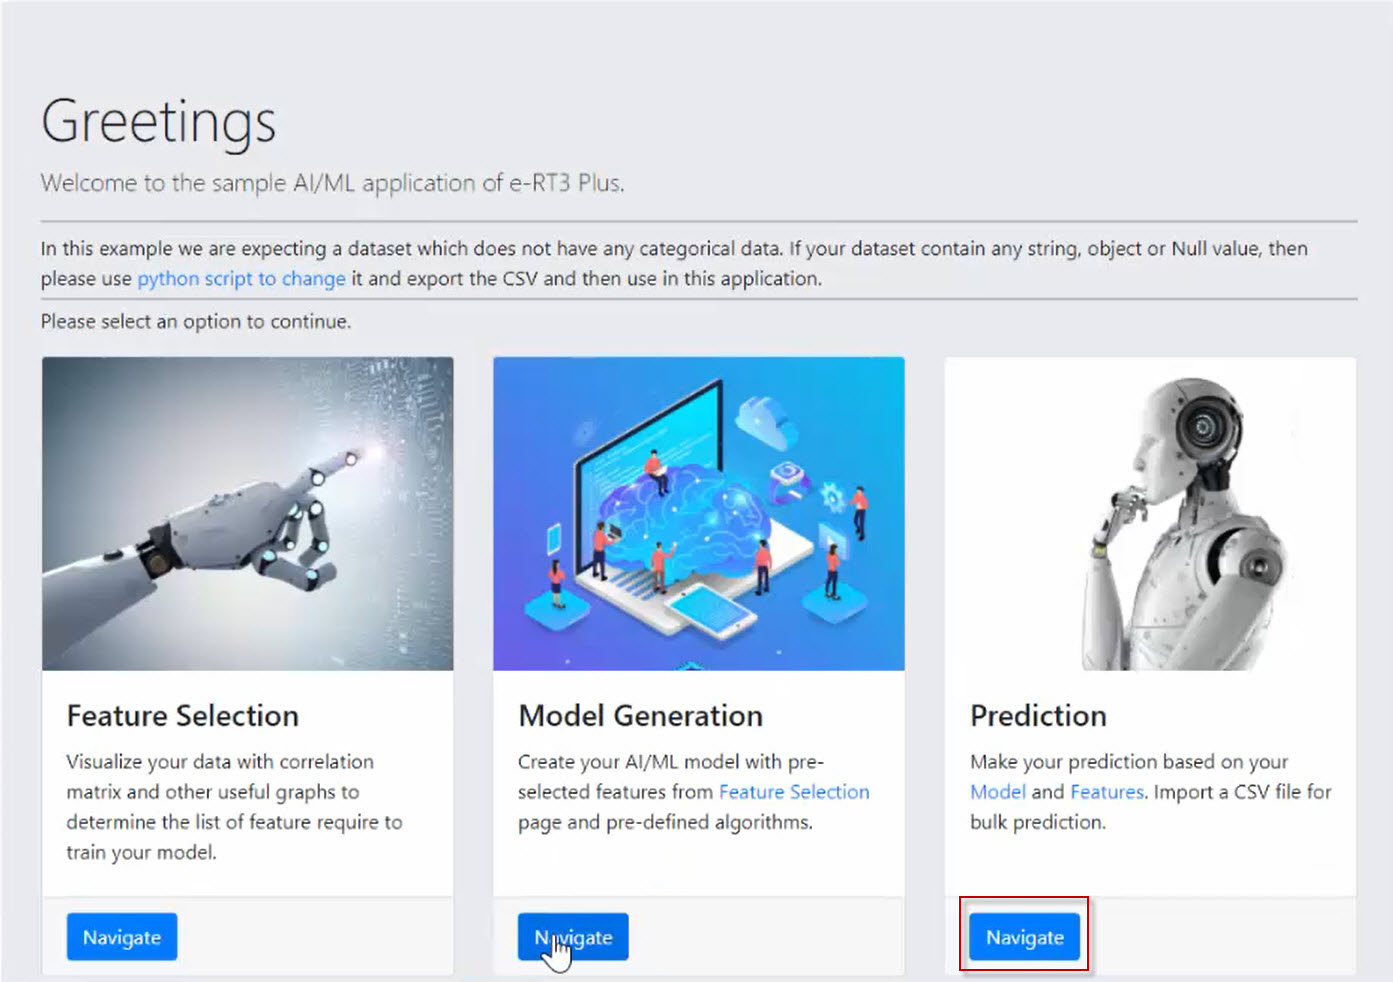 Greetings
Welcome to the sample AI/ML application of e-RT3 Plus.
In this example we are expecting a dataset which does not have any categorical data. If your dataset contain any string, object or Null value, then
please use python script to change it and export the CSV and then use in this application.
Please select an option to continue.
Feature Selection
Visualize your data with correlation
matrix and other useful graphs to
determine the list of feature require to
train your model.
Navigate
Model Generation
Create your AI/ML model with pre-
selected features from Feature Selection
page and pre-defined algorithms.
Navigate
Prediction
Make your prediction based on your
Model and Features. Import a CSV file for
bulk prediction.
Navigate